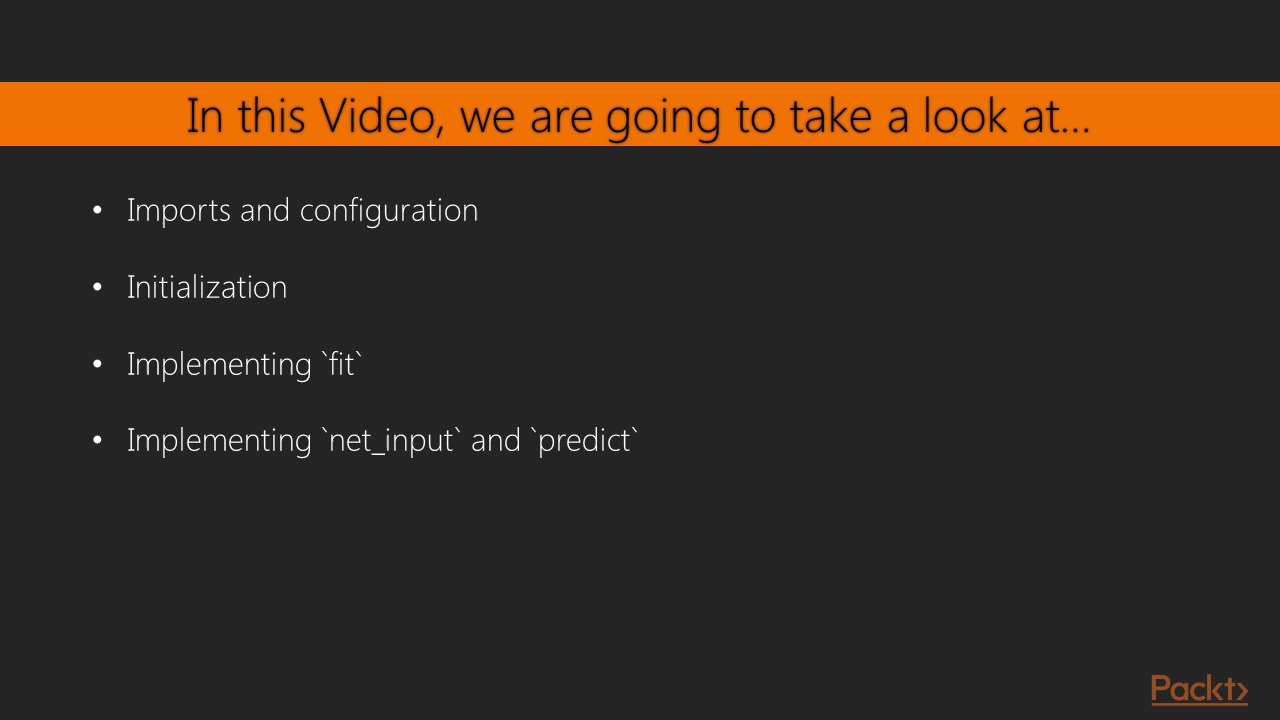 In this Video, we are going to take a look at...
• Imports and configuration
• Initialization
• Implementing `fit`
• Implementing `net_input` and `predict`
Packt>